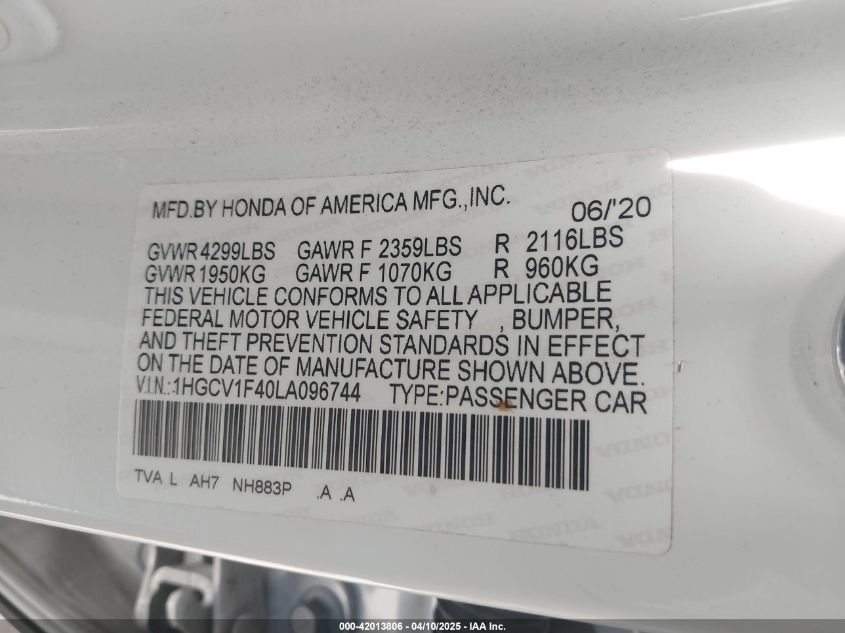 MFD.BY HONDA OF AMERICA MFG.,INC. 06/'20
GVWR 4299LBS GAWR F 2359LBS R 2116LBS
GVWR 1950KG GAWR F 1070KG R 960KG
THIS VEHICLE CONFORMS TO ALL APPLICABLE
FEDERAL MOTOR VEHICLE SAFETY , BUMPER,
AND THEFT PREVENTION STANDARDS IN EFFECT
ON THE DATE OF MANUFACTURE SHOWN ABOVE.
V.I.N.:1HGCV1F40LA096744 TYPE:PASSENGER CAR
TVA L AH7 NH883P .A .A
000-42013806 - 04/10/2025 - IAA, Inc.